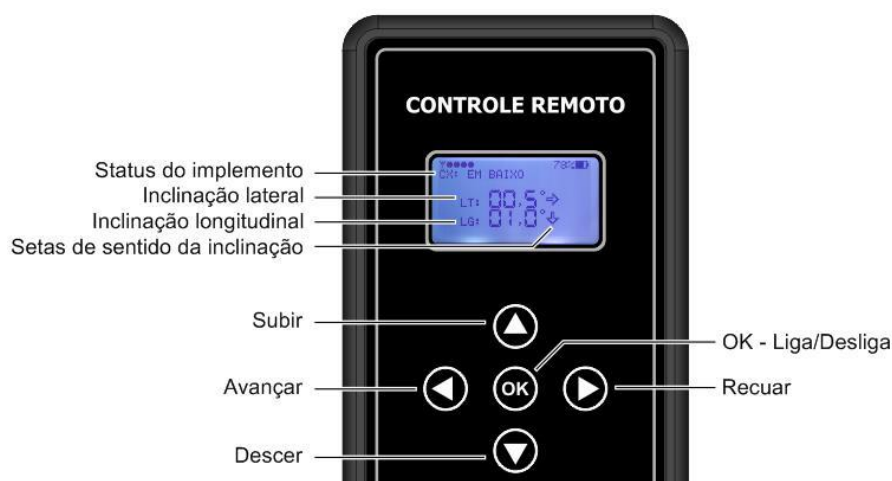 CONTROLE REMOTO
78%
CX: EM BAIXO
LT: 00,5°
LG: 01,0°
Status do implemento
Inclinação lateral
Inclinação longitudinal
Setas de sentido da inclinação
Subir
OK - Liga/Desliga
Avançar
OK
Recuar
Descer